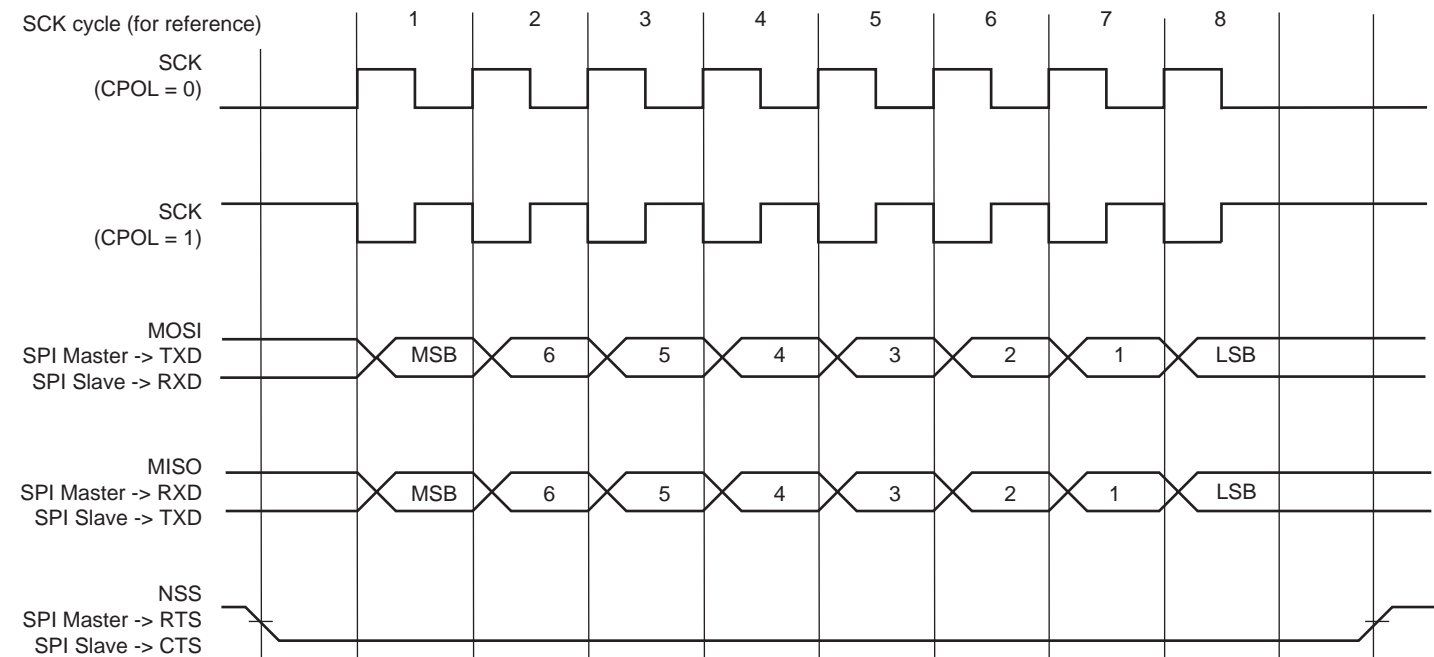 SCK cycle (for reference) 1 2 3 4 5 6 7 8
SCK
(CPOL = 0)
SCK
(CPOL = 1)
MOSI
SPI Master -> TXD
SPI Slave -> RXD
MSB 6 5 4 3 2 1 LSB
MISO
SPI Master -> RXD
SPI Slave -> TXD
MSB 6 5 4 3 2 1 LSB
NSS
SPI Master -> RTS
SPI Slave -> CTS